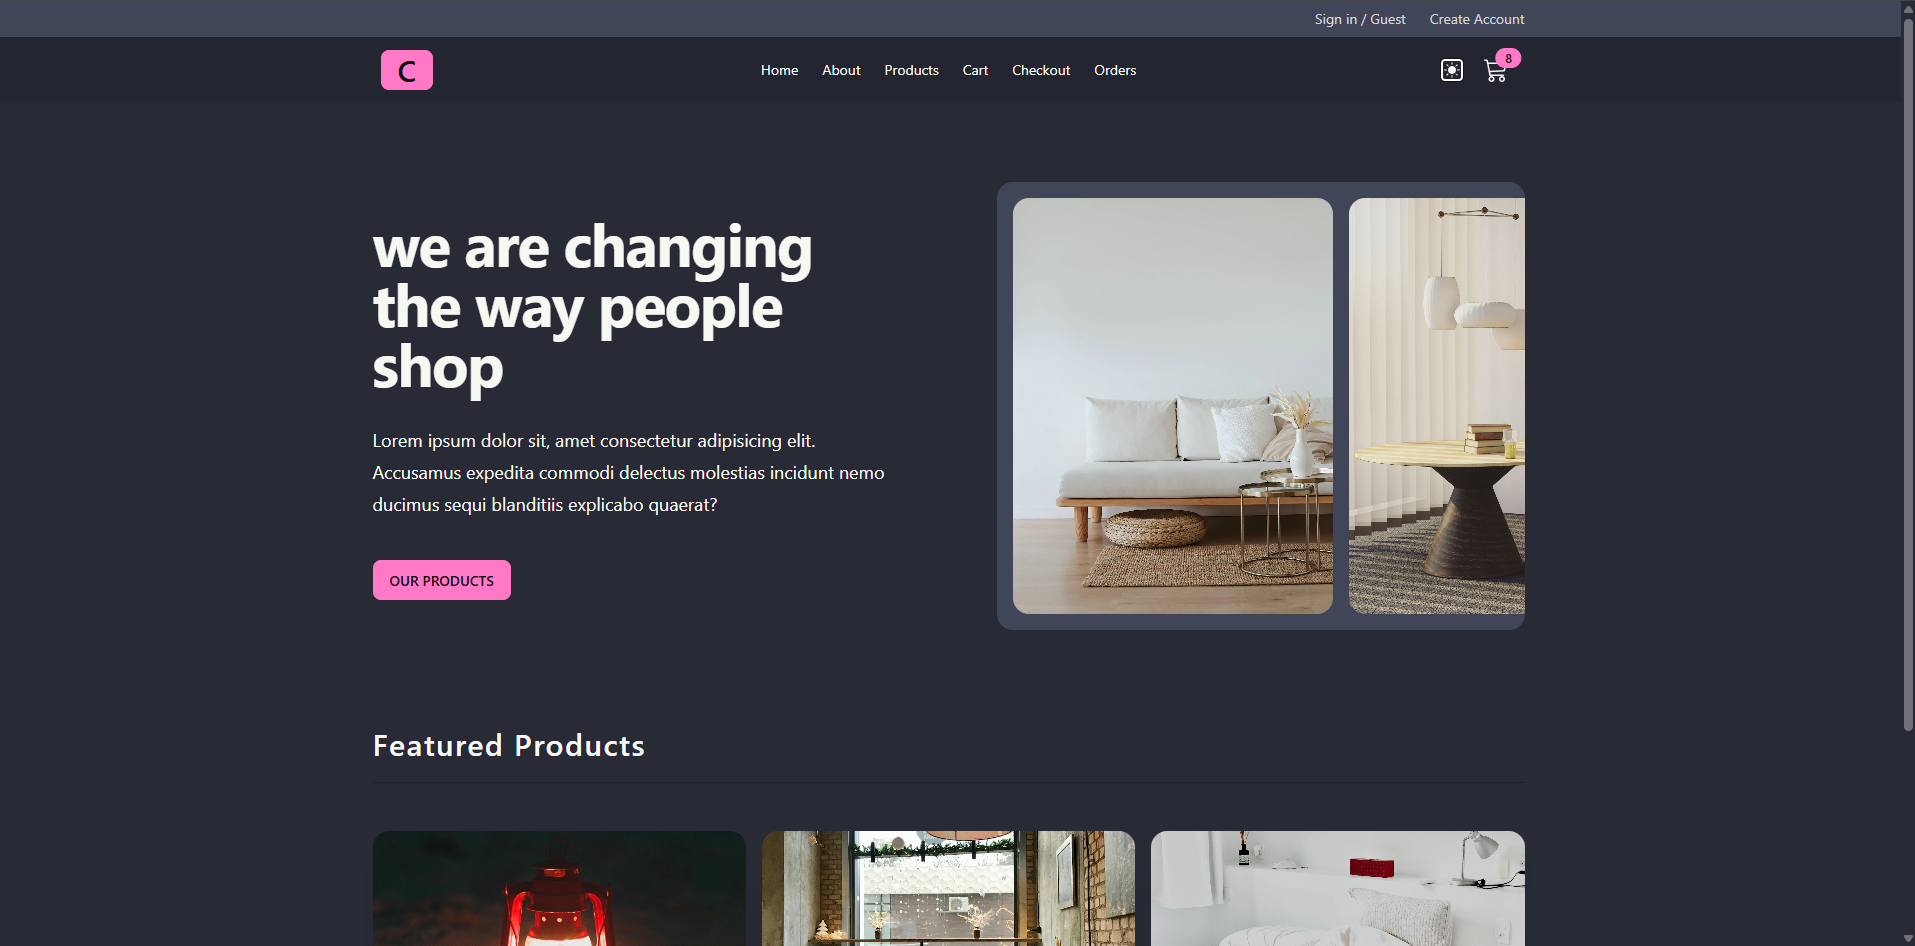 Sign in / Guest
Create Account
C
Home
About
Products
Cart
Checkout
Orders
8
we are changing
the way people
shop
Lorem ipsum dolor sit, amet consectetur adipisicing elit.
Accusamus expedita commodi delectus molestias incidunt nemo
ducimus sequi blanditiis explicabo quaerat?
OUR PRODUCTS
Featured Products